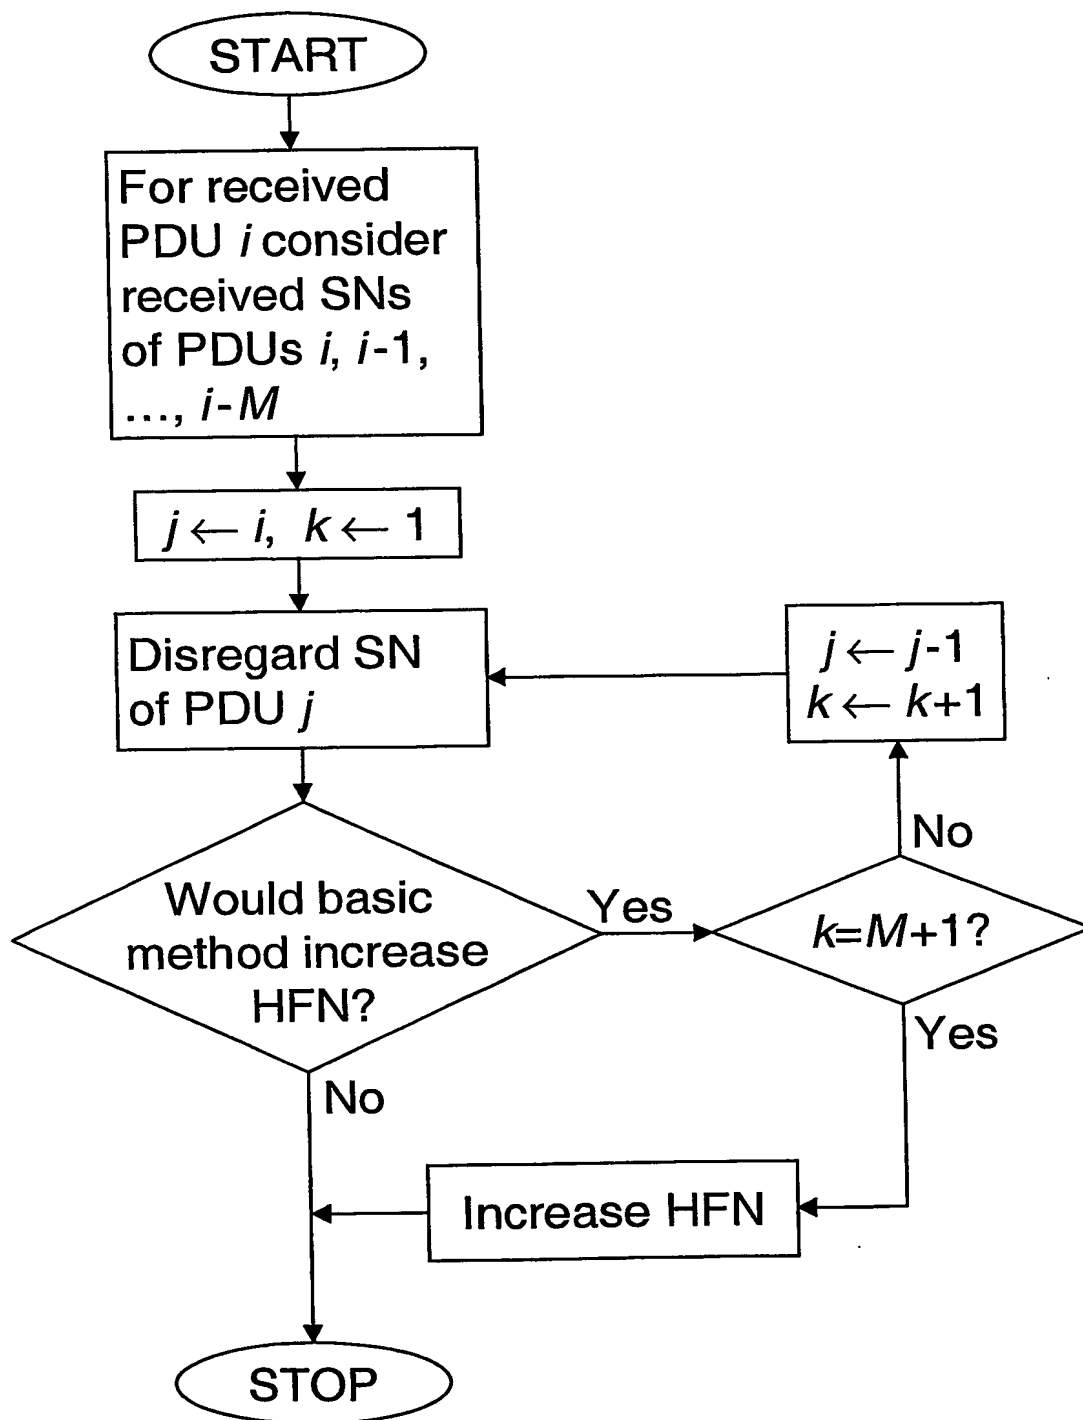 START
For received
PDU i consider
received SNs
of PDUs i, i-1,
..., i-M
j ← i, k ← 1
Disregard SN
of PDU j
j ← j-1
k ← k+1
No
Would basic
method increase
HFN?
Yes
k=M+1?
Yes
No
Increase HFN
STOP